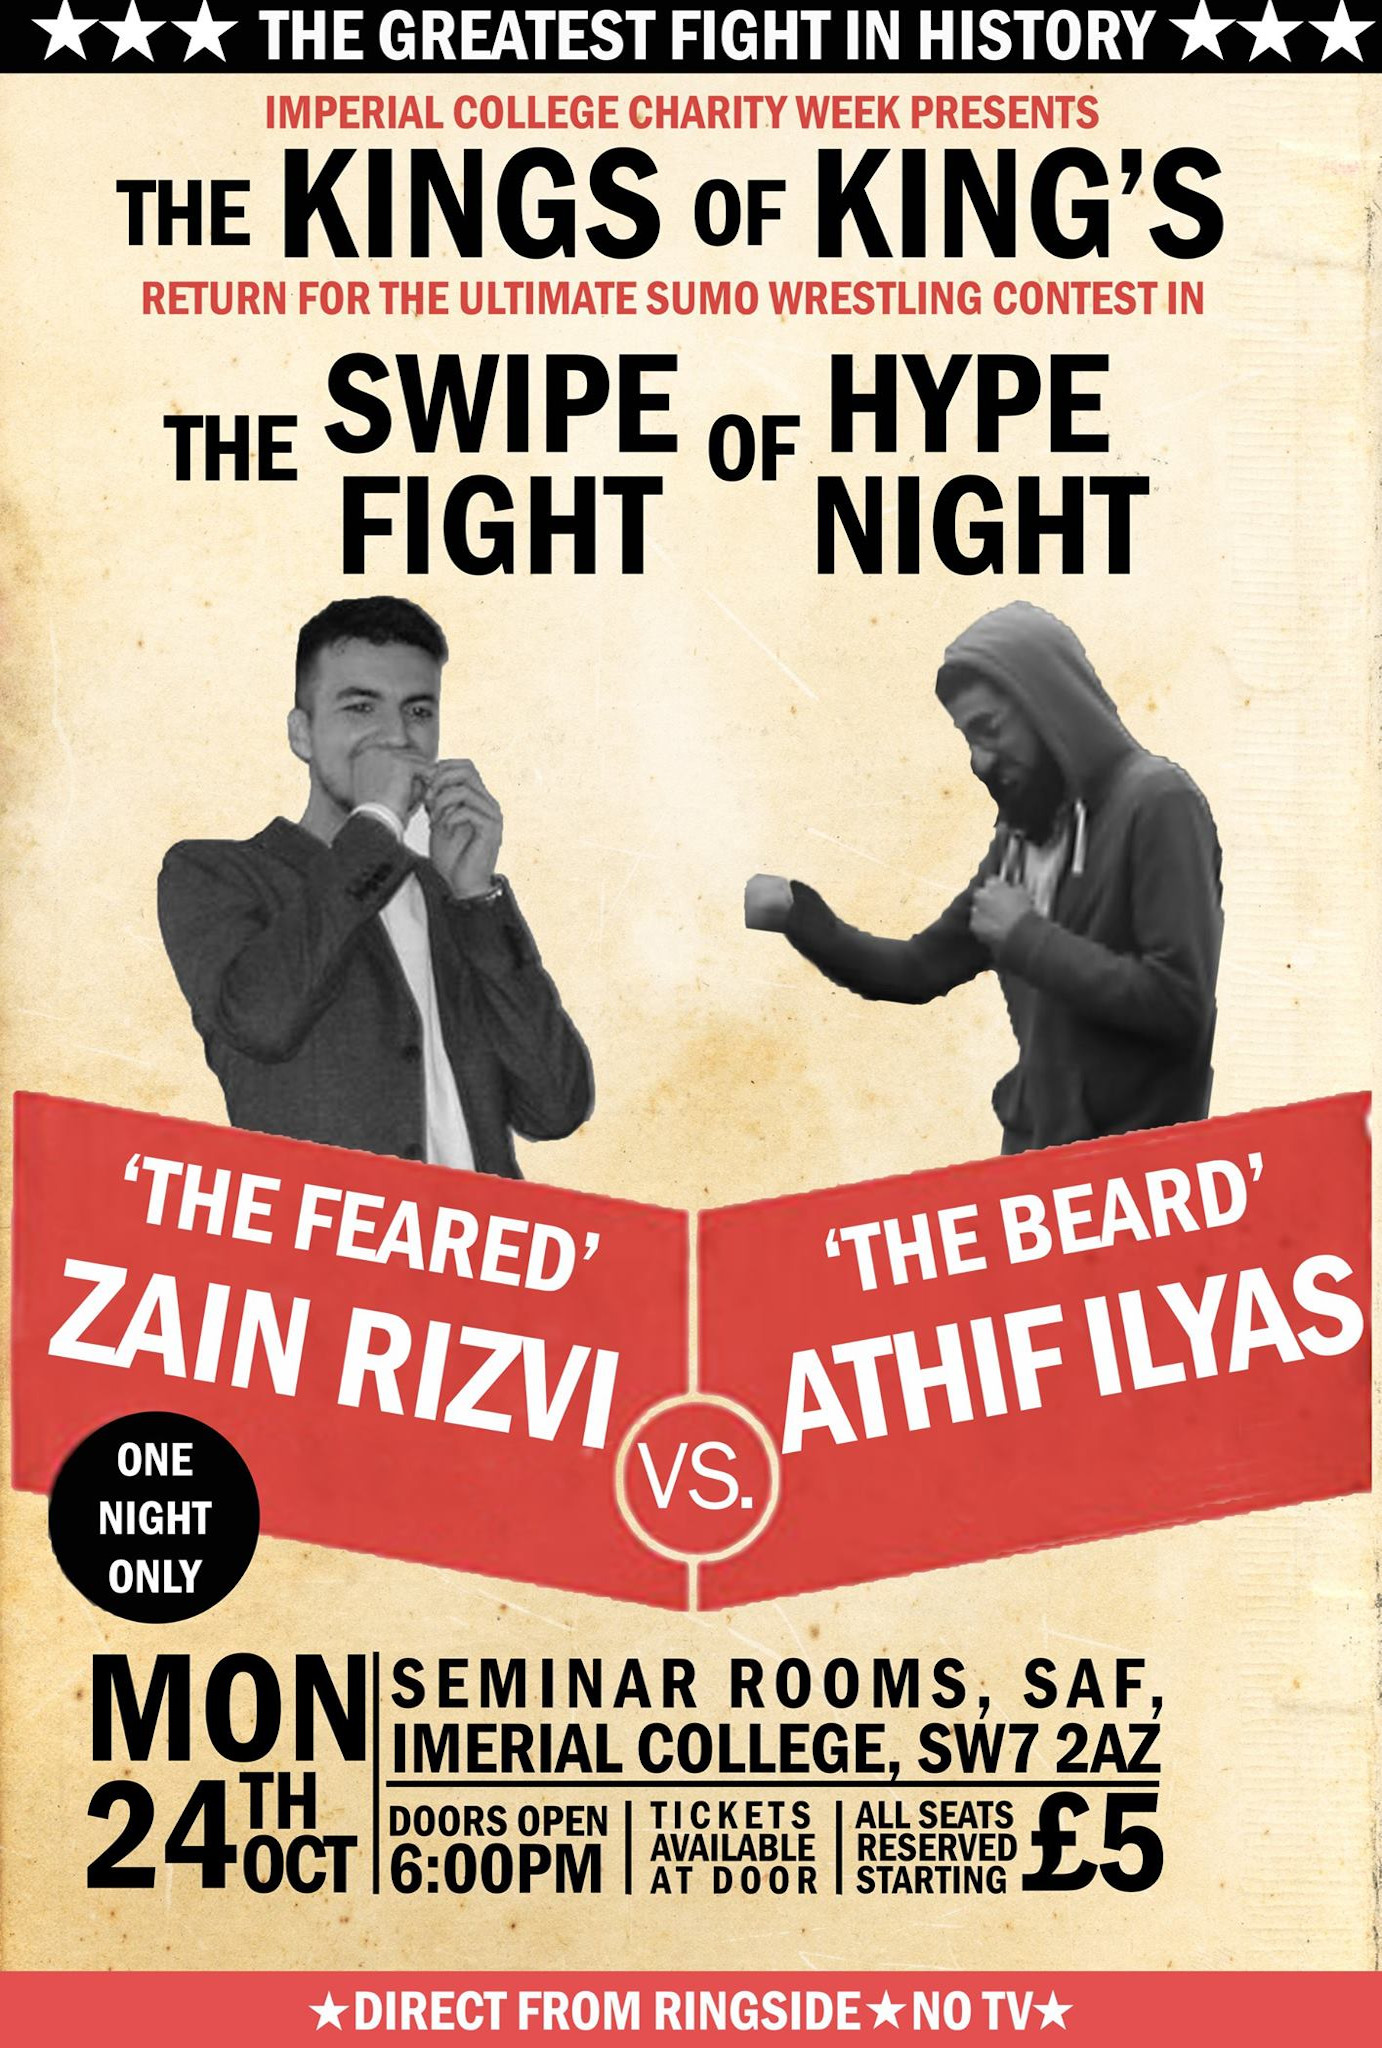 ★★★ THE GREATEST FIGHT IN HISTORY ★★★
IMPERIAL COLLEGE CHARITY WEEK PRESENTS
THE KINGS OF KING'S
RETURN FOR THE ULTIMATE SUMO WRESTLING CONTEST IN
THE SWIPE OF HYPE
FIGHT NIGHT
'THE FEARED'
ZAIN RIZVI
VS.
'THE BEARD'
ATHIF ILYAS
ONE
NIGHT
ONLY
MON
24TH OCT
SEMINAR ROOMS, SAF,
IMERIAL COLLEGE, SW7 2AZ
DOORS OPEN
6:00PM
TICKETS
AVAILABLE
AT DOOR
ALL SEATS
RESERVED
STARTING
£5
★DIRECT FROM RINGSIDE★NO TV★